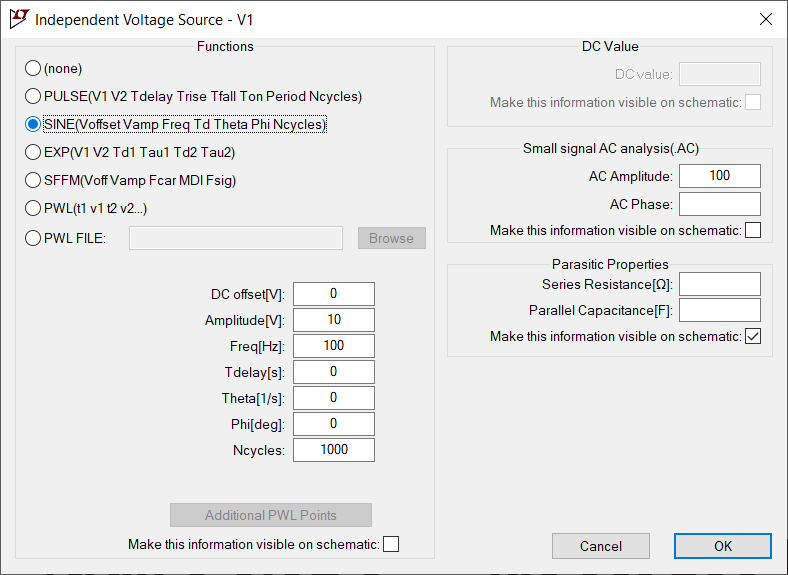 Independent Voltage Source - V1
Functions
(none)
PULSE(V1 V2 Tdelay Trise Tfall Ton Period Ncycles)
SINE(Voffset Vamp Freq Td Theta Phi Ncycles)
EXP(V1 V2 Td1 Tau1 Td2 Tau2)
SFFM(Voff Vamp Fcar MDI Fsig)
PWL(t1 v1 t2 v2...)
PWL FILE: Browse
DC offset[V]: 0
Amplitude[V]: 10
Freq[Hz]: 100
Tdelay[s]: 0
Theta[1/s]: 0
Phi[deg]: 0
Ncycles: 1000
Additional PWL Points
Make this information visible on schematic:
DC Value
DC value:
Make this information visible on schematic:
Small signal AC analysis(.AC)
AC Amplitude: 100
AC Phase:
Make this information visible on schematic:
Parasitic Properties
Series Resistance[Ω]:
Parallel Capacitance[F]:
Make this information visible on schematic:
Cancel OK